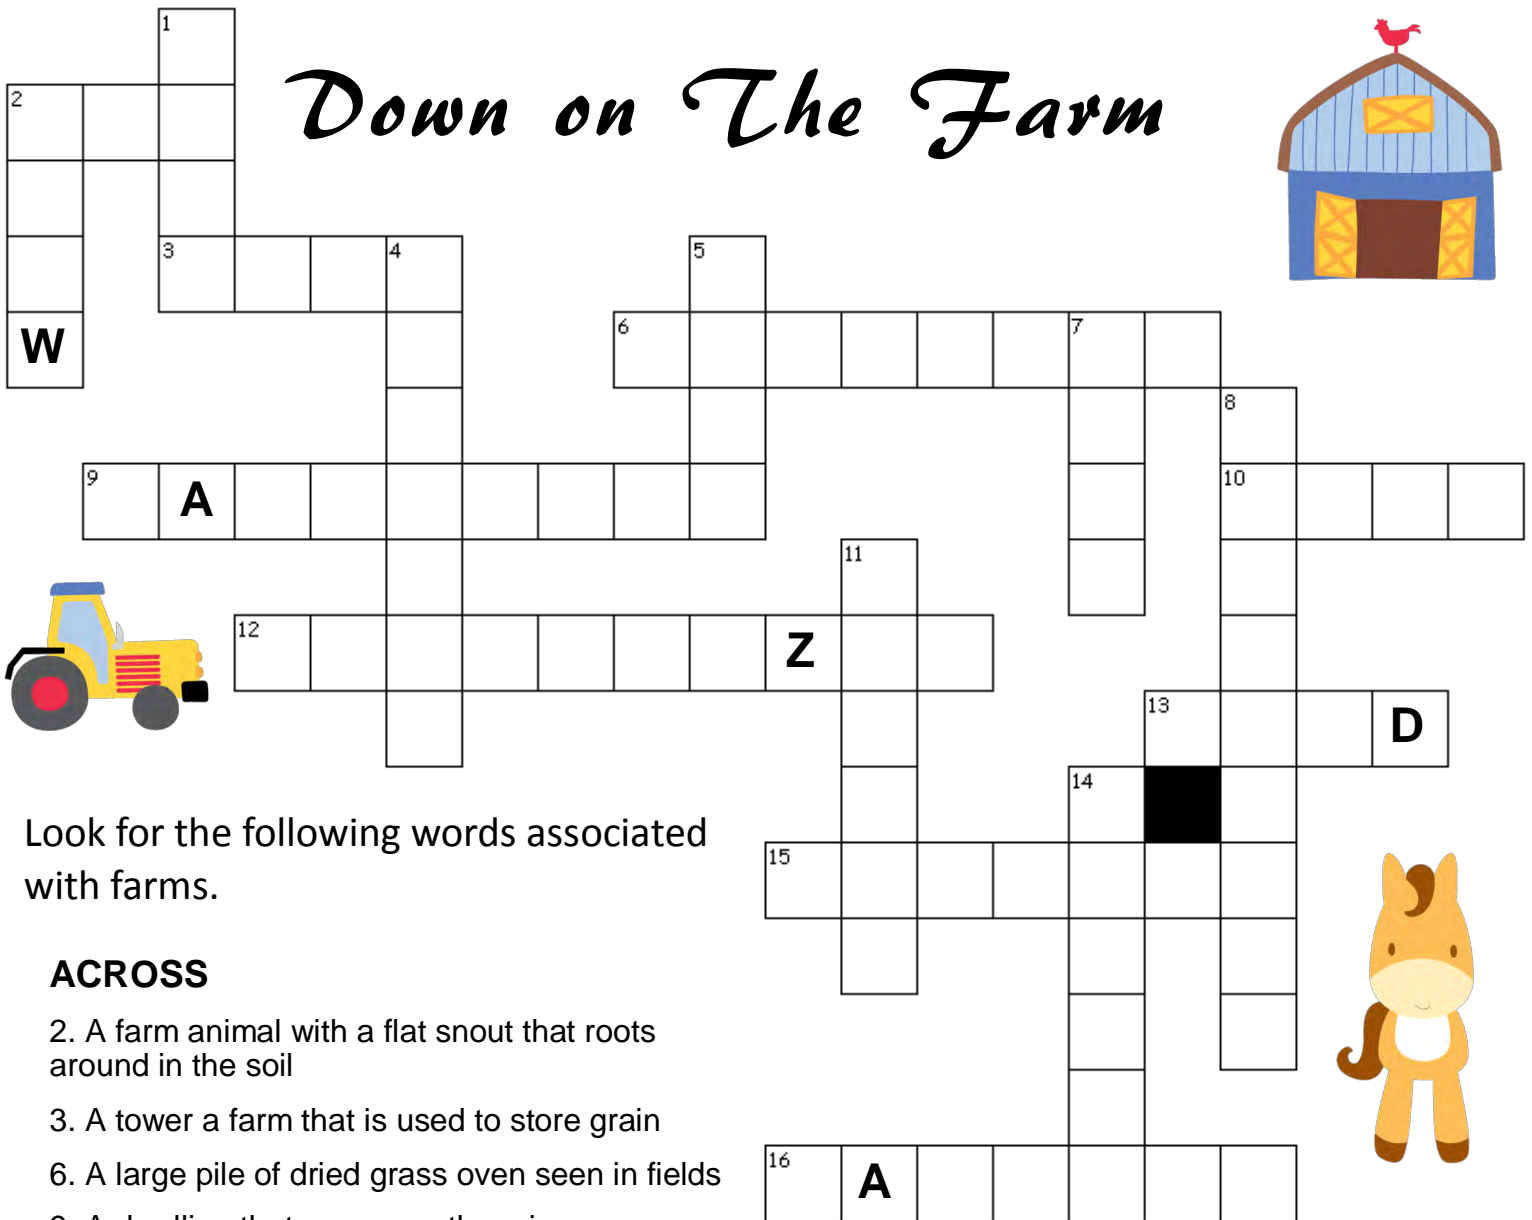 1
Down on The Farm
2
3 4 5
W 6 7
8
9 A 10
11
12 Z
13 D
14
Look for the following words associated
with farms.
15
ACROSS
2. A farm animal with a flat snout that roots
around in the soil
3. A tower a farm that is used to store grain
16 A
6. A large pile of dried grass oven seen in fields